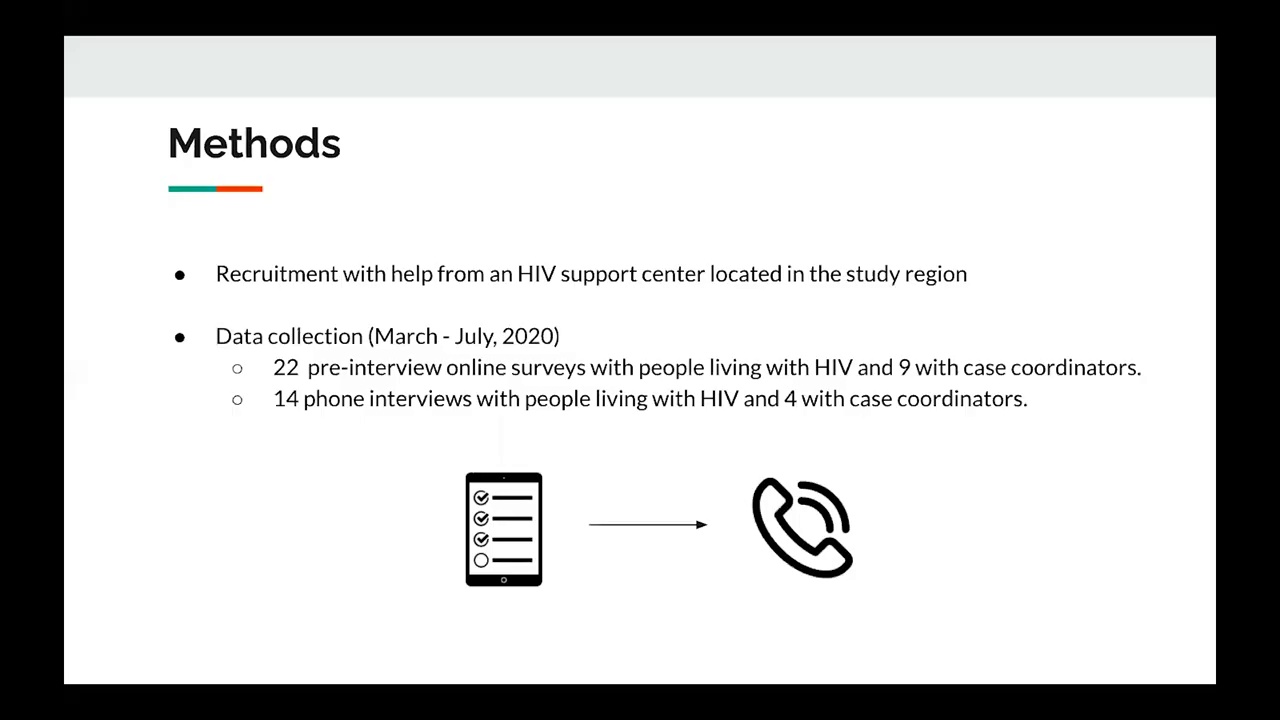 Methods
● Recruitment with help from an HIV support center located in the study region
● Data collection (March - July, 2020)
○ 22 pre-interview online surveys with people living with HIV and 9 with case coordinators.
○ 14 phone interviews with people living with HIV and 4 with case coordinators.